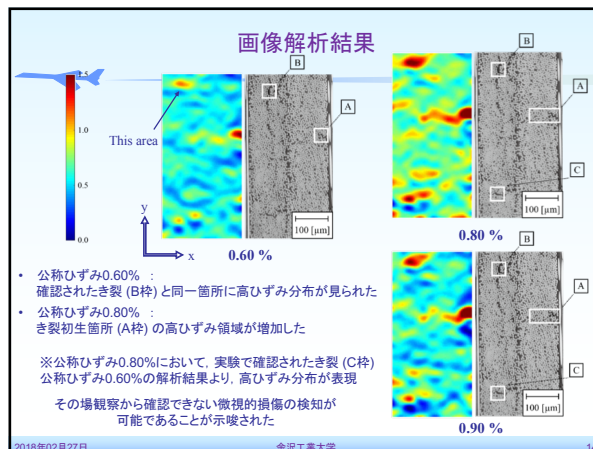 画像解析結果
1.5
1.0
0.5
0.0
This area
B
A
100 [μm]
y
x
0.60 %
B
A
C
100 [μm]
0.80 %
B
A
C
100 [μm]
0.90 %
• 公称ひずみ0.60% :
確認されたき裂 (B枠) と同一箇所に高ひずみ分布が見られた
• 公称ひずみ0.80% :
き裂初生箇所 (A枠) の高ひずみ領域が増加した
※公称ひずみ0.80%において, 実験で確認されたき裂 (C枠)
公称ひずみ0.60%の解析結果より, 高ひずみ分布が表現
その場観察から確認できない微視的損傷の検知が
可能であることが示唆された
2018年02月27日
金沢工業大学